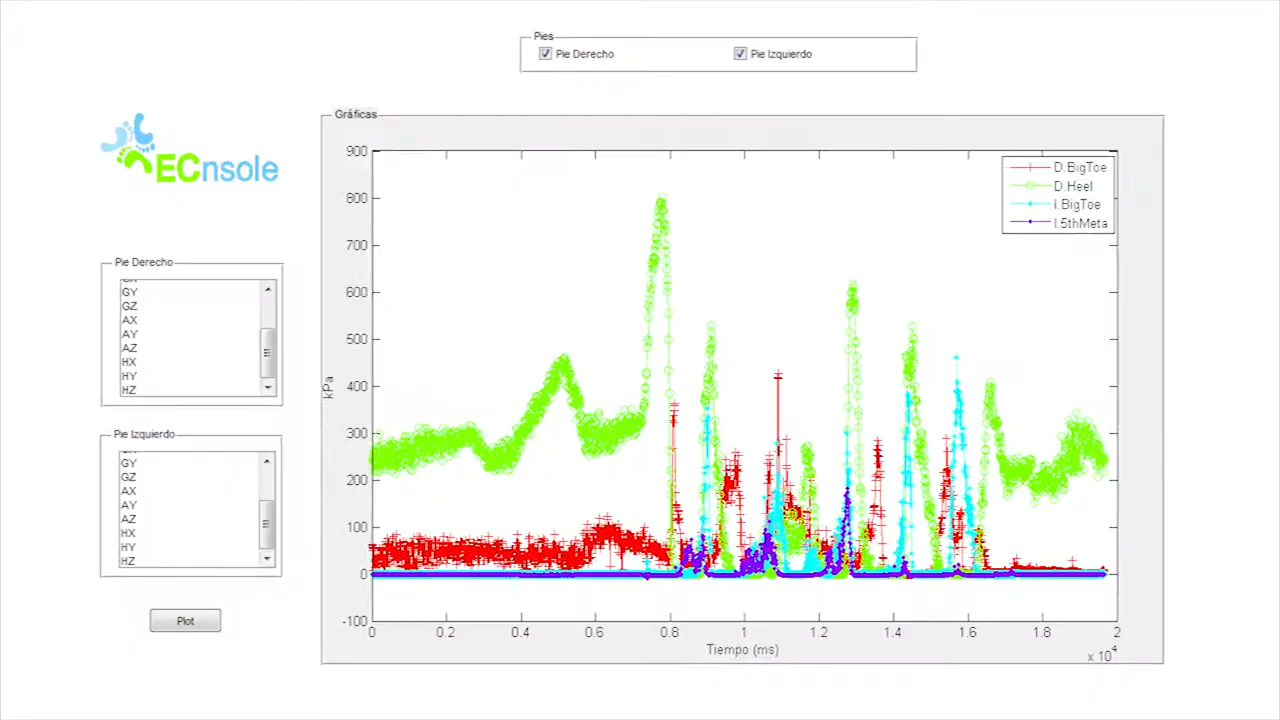 Pies
Pie Derecho
Pie Izquierdo
ECnsole
Gráficas
900
800
700
600
500
400
300
200
100
0
-100
kPa
0
0.2
0.4
0.6
0.8
1
1.2
1.4
1.6
1.8
2
x 10^4
Tiempo (ms)
D.BigToe
D.Heel
I.BigToe
I.5thMeta
Pie Derecho
GY
GZ
AX
AY
AZ
HX
HY
HZ
Pie Izquierdo
GY
GZ
AX
AY
AZ
HX
HY
HZ
Plot